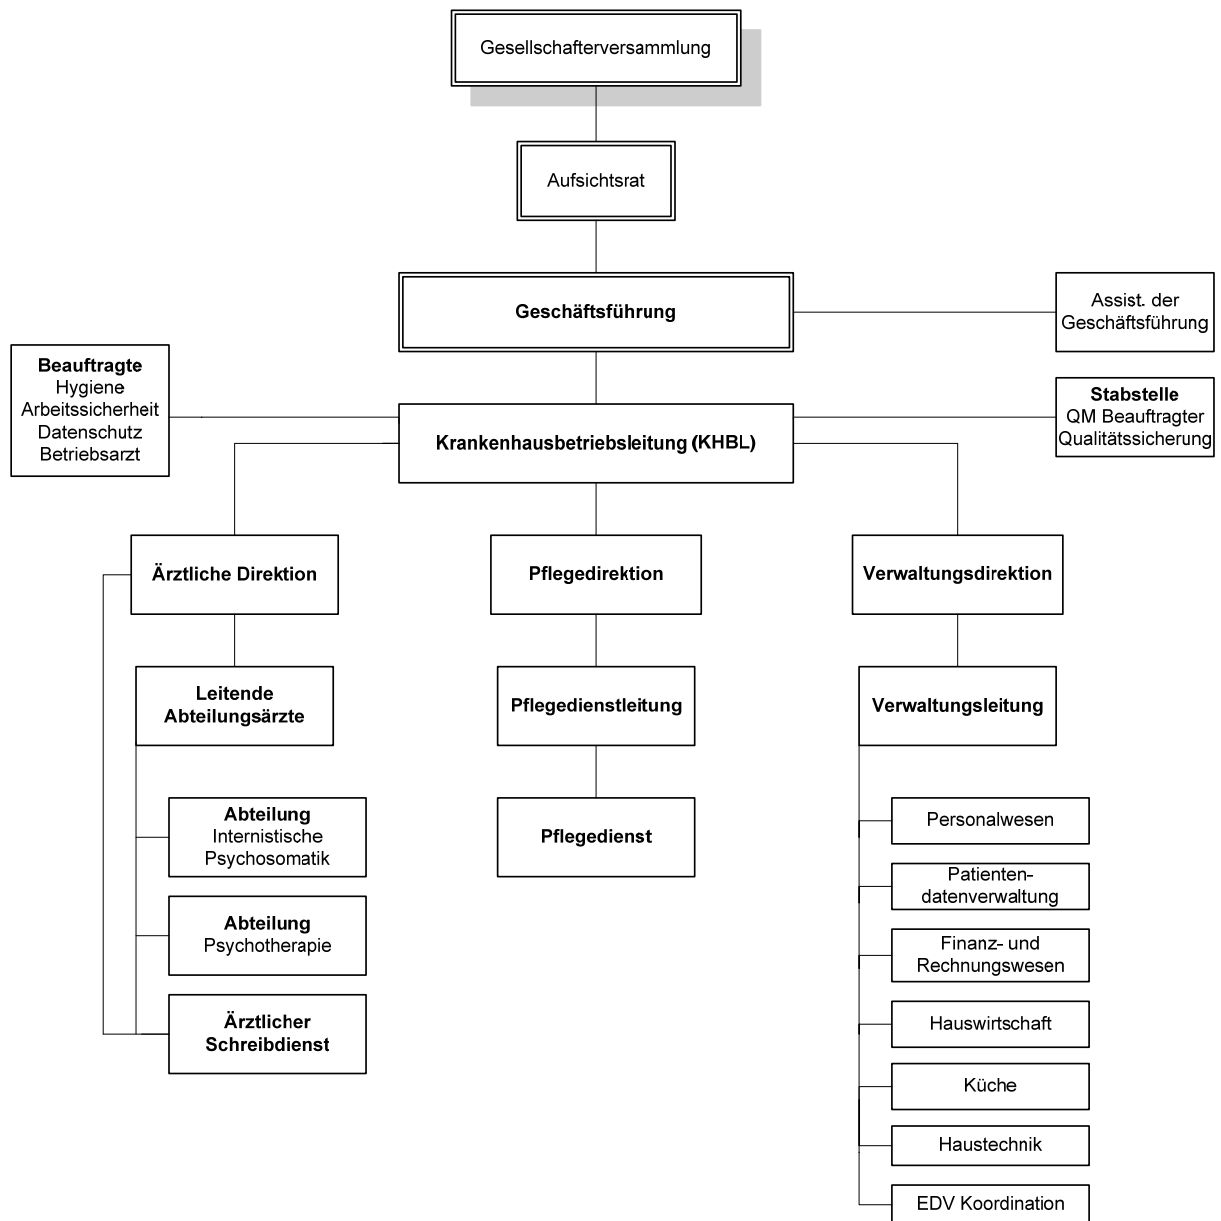 Gesellschafterversammlung
Aufsichtsrat
Geschäftsführung
Assist. der
Geschäftsführung
Beauftragte
Hygiene
Arbeitssicherheit
Datenschutz
Betriebsarzt
Krankenhausbetriebsleitung (KHBL)
Stabstelle
QM Beauftragter
Qualitätssicherung
Ärztliche Direktion
Pflegedirektion
Verwaltungsdirektion
Leitende
Abteilungsärzte
Pflegedienstleitung
Verwaltungsleitung
Abteilung
Internistische
Psychosomatik
Abteilung
Psychotherapie
Ärztlicher
Schreibdienst
Pflegedienst
Personalwesen
Patienten-
datenverwaltung
Finanz- und
Rechnungswesen
Hauswirtschaft
Küche
Haustechnik
EDV Koordination